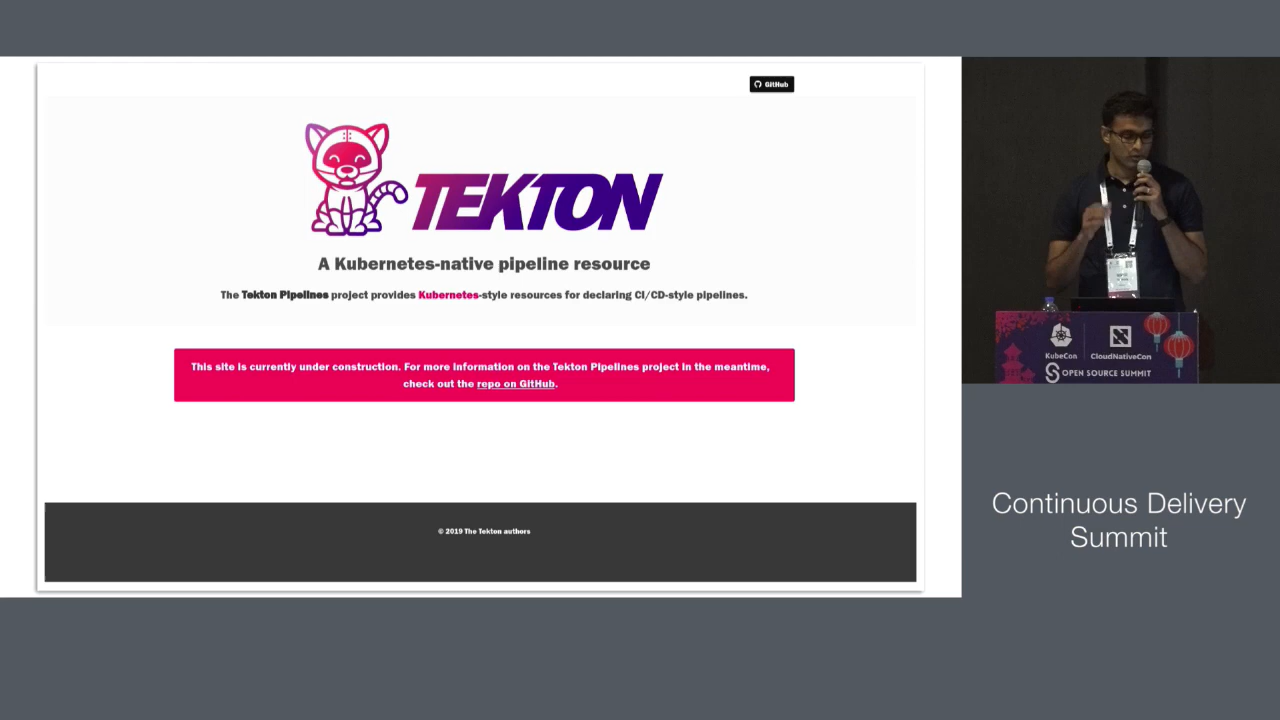 GitHub
TEKTON
A Kubernetes-native pipeline resource
The Tekton Pipelines project provides Kubernetes-style resources for declaring CI/CD-style pipelines.
This site is currently under construction. For more information on the Tekton Pipelines project in the meantime,
check out the repo on GitHub.
© 2019 The Tekton authors
KubeCon
CloudNativeCon
OPEN SOURCE SUMMIT
Continuous Delivery
Summit